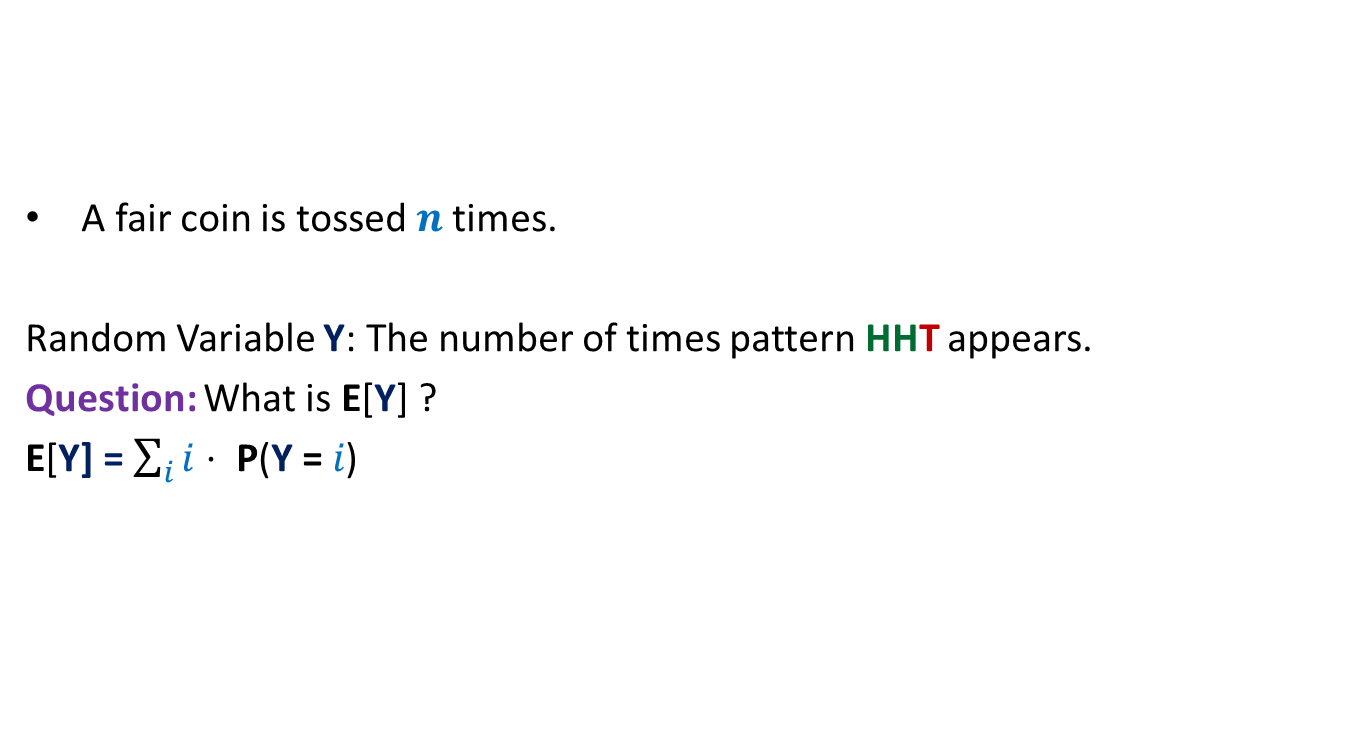 • A fair coin is tossed n times.
Random Variable Y: The number of times pattern HHT appears.
Question: What is E[Y] ?
E[Y] = ∑ᵢ i · P(Y = i)